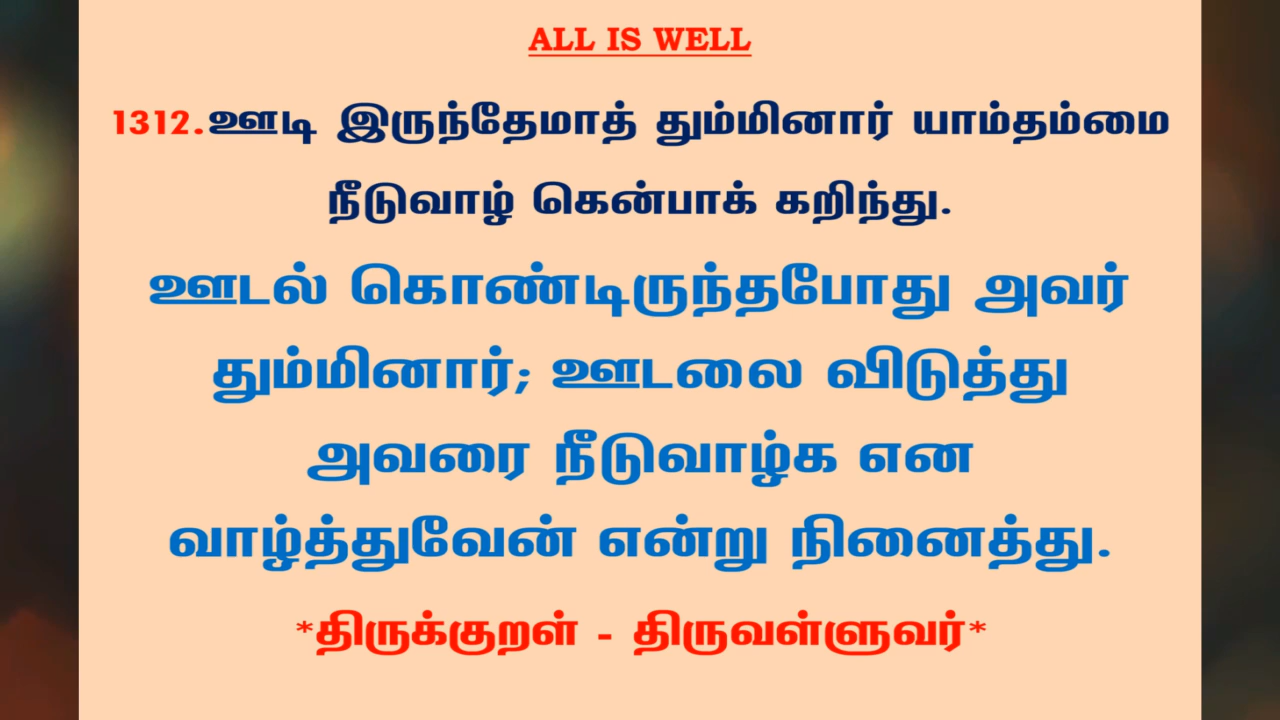 ALL IS WELL
1312.ஊடி இருந்தேமாத் தும்மினார் யாம்தம்மை
நீடுவாழ் கென்பாக் கறிந்து.
ஊடல் கொண்டிருந்தபோது அவர்
தும்மினார்; ஊடலை விடுத்து
அவரை நீடுவாழ்க என
வாழ்த்துவேன் என்று நினைத்து.
*திருக்குறள் - திருவள்ளுவர்*